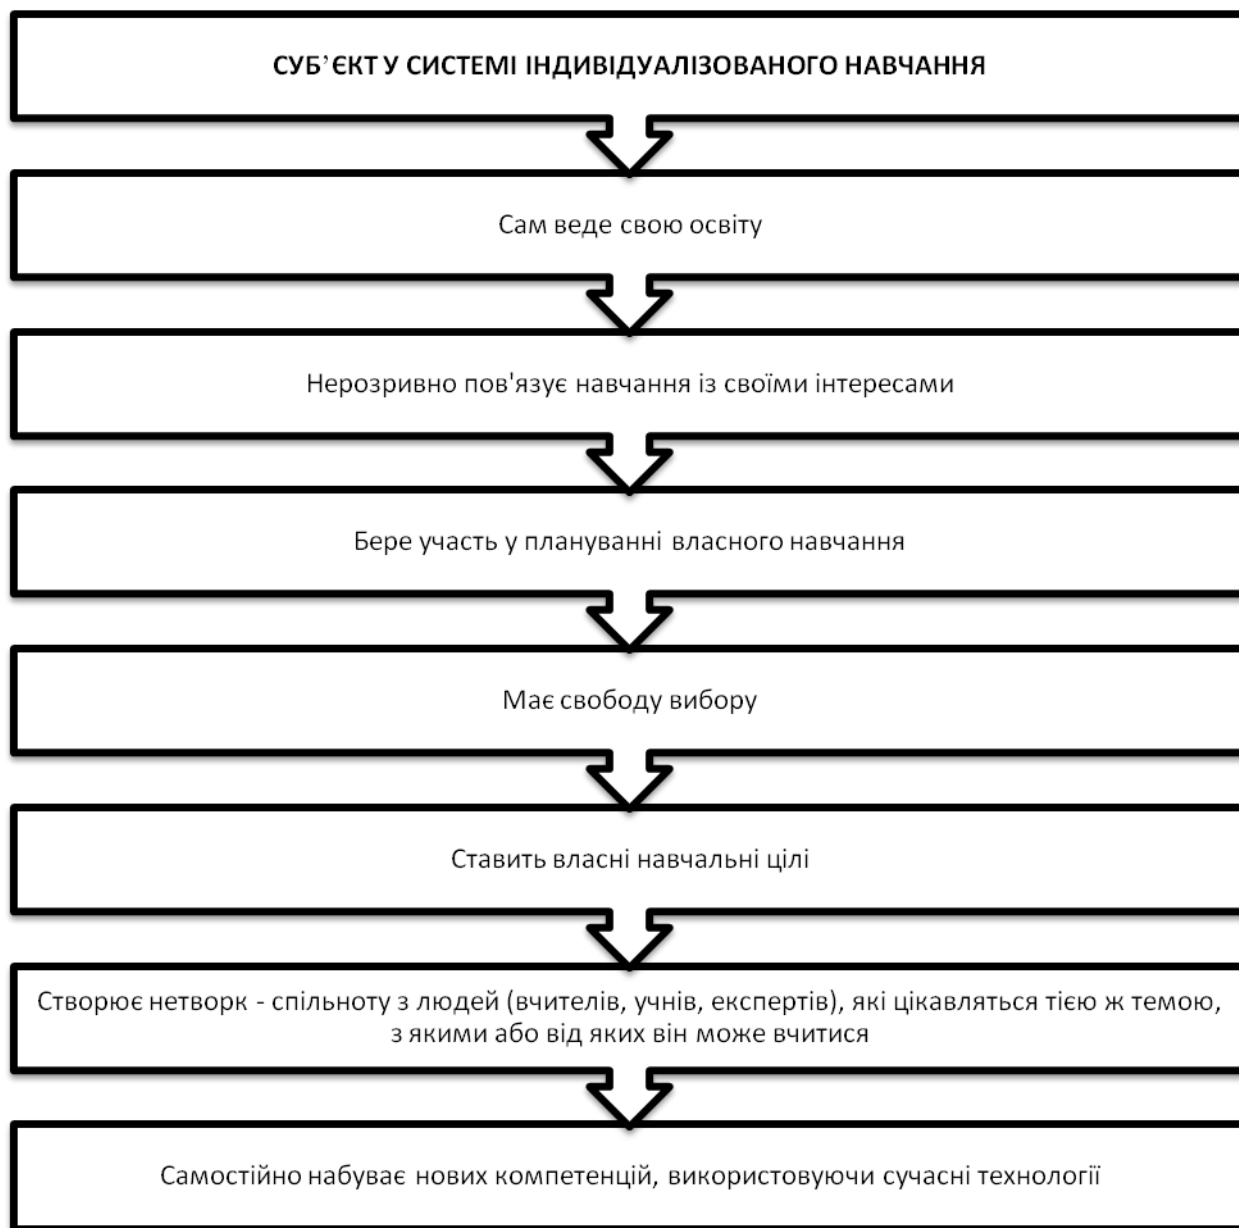 СУБ’ЄКТ У СИСТЕМІ ІНДИВІДУАЛІЗОВАНОГО НАВЧАННЯ
Сам веде свою освіту
Нерозривно пов'язує навчання із своїми інтересами
Бере участь у плануванні власного навчання
Має свободу вибору
Ставить власні навчальні цілі
Створює нетворк - спільноту з людей (вчителів, учнів, експертів), які цікавляться тією ж темою,
з якими або від яких він може вчитися
Самостійно набуває нових компетенцій, використовуючи сучасні технології